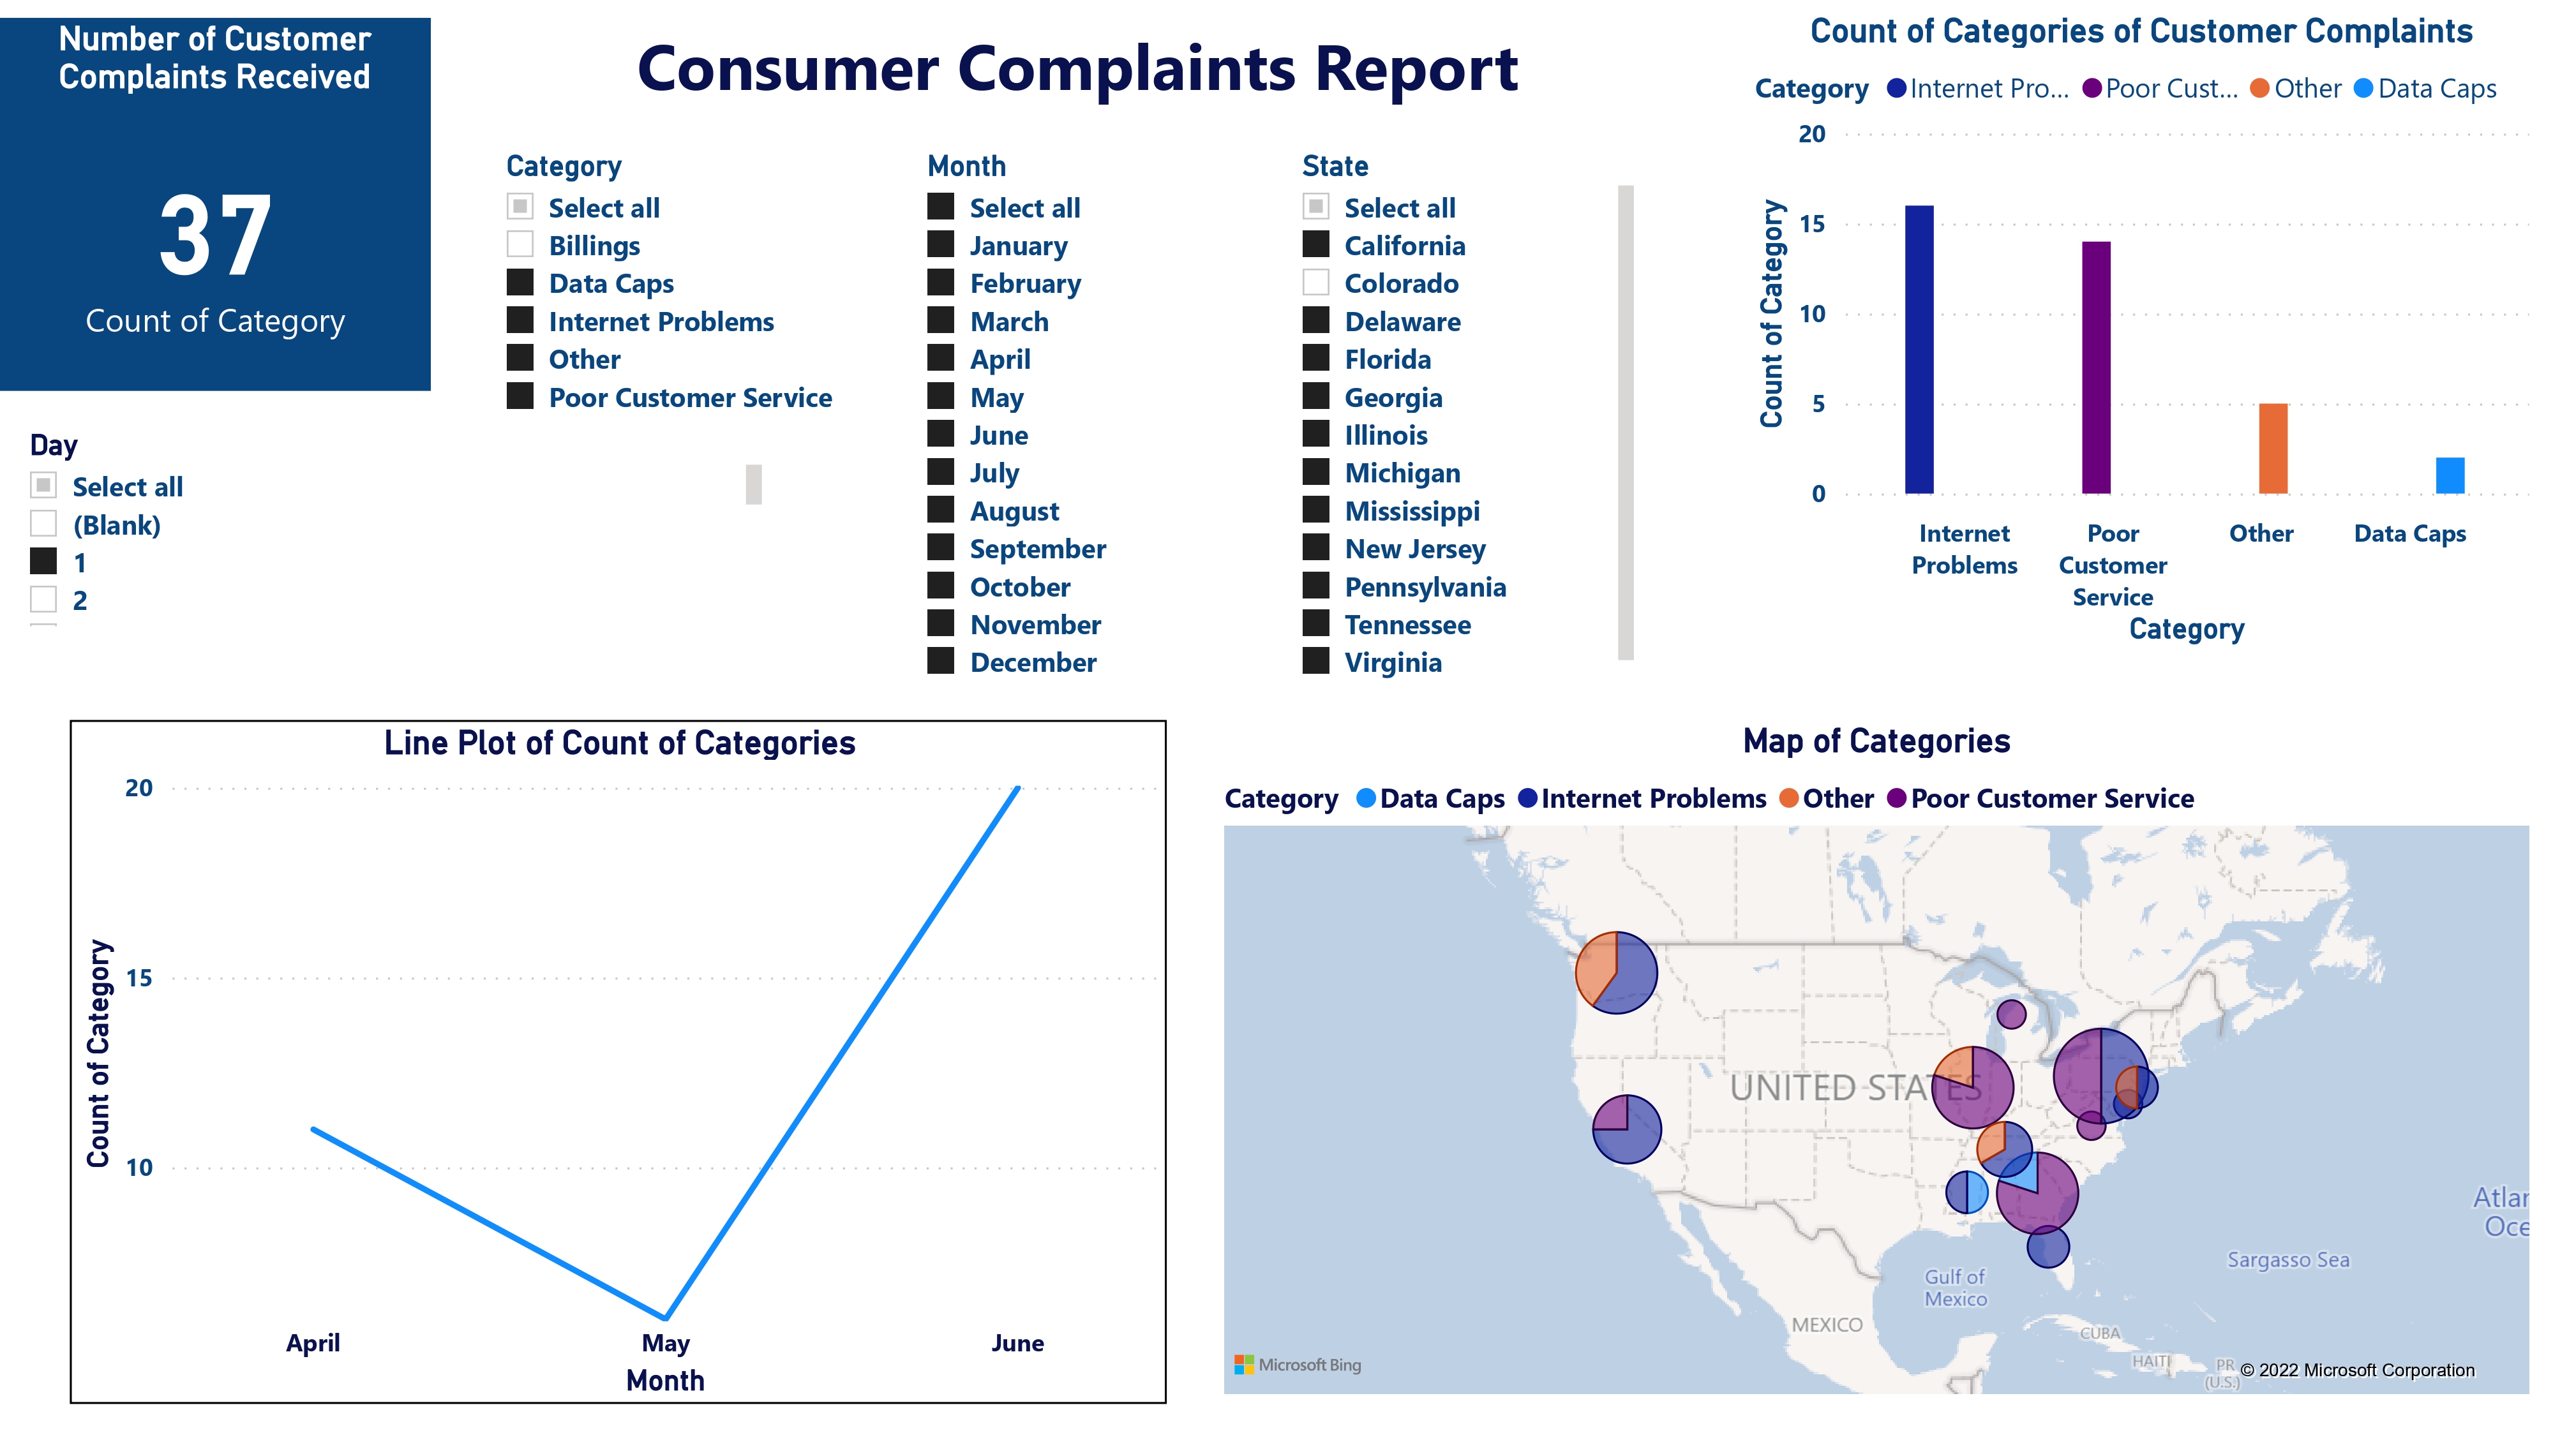 Number of Customer
Complaints Received
37
Count of Category
Consumer Complaints Report
Day
Select all
(Blank)
1
2
Category
Select all
Billings
Data Caps
Internet Problems
Other
Poor Customer Service
Month
Select all
January
February
March
April
May
June
July
August
September
October
November
December
State
Select all
California
Colorado
Delaware
Florida
Georgia
Illinois
Michigan
Mississippi
New Jersey
Pennsylvania
Tennessee
Virginia
Count of Categories of Customer Complaints
Category Internet Pro... Poor Cust... Other Data Caps
Count of Category
20
15
10
5
0
Internet
Problems
Poor
Customer
Service
Other
Data Caps
Category
Line Plot of Count of Categories
Count of Category
20
15
10
April May June
Month
Map of Categories
Category Data Caps Internet Problems Other Poor Customer Service
UNITED STATES
Atlan
Oce
Sargasso Sea
Gulf of
Mexico
MEXICO
CUBA
HAITI
PR
(U.S.)
Microsoft Bing
© 2022 Microsoft Corporation